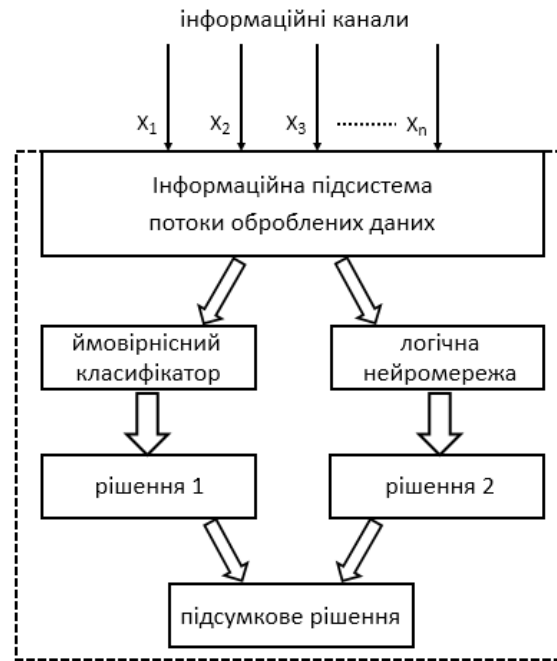 інформаційні канали
X1 X2 X3 ........... Xn
Інформаційна підсистема
потоки оброблених даних
ймовірнісний
класифікатор
логічна
нейромережа
рішення 1
рішення 2
підсумкове рішення